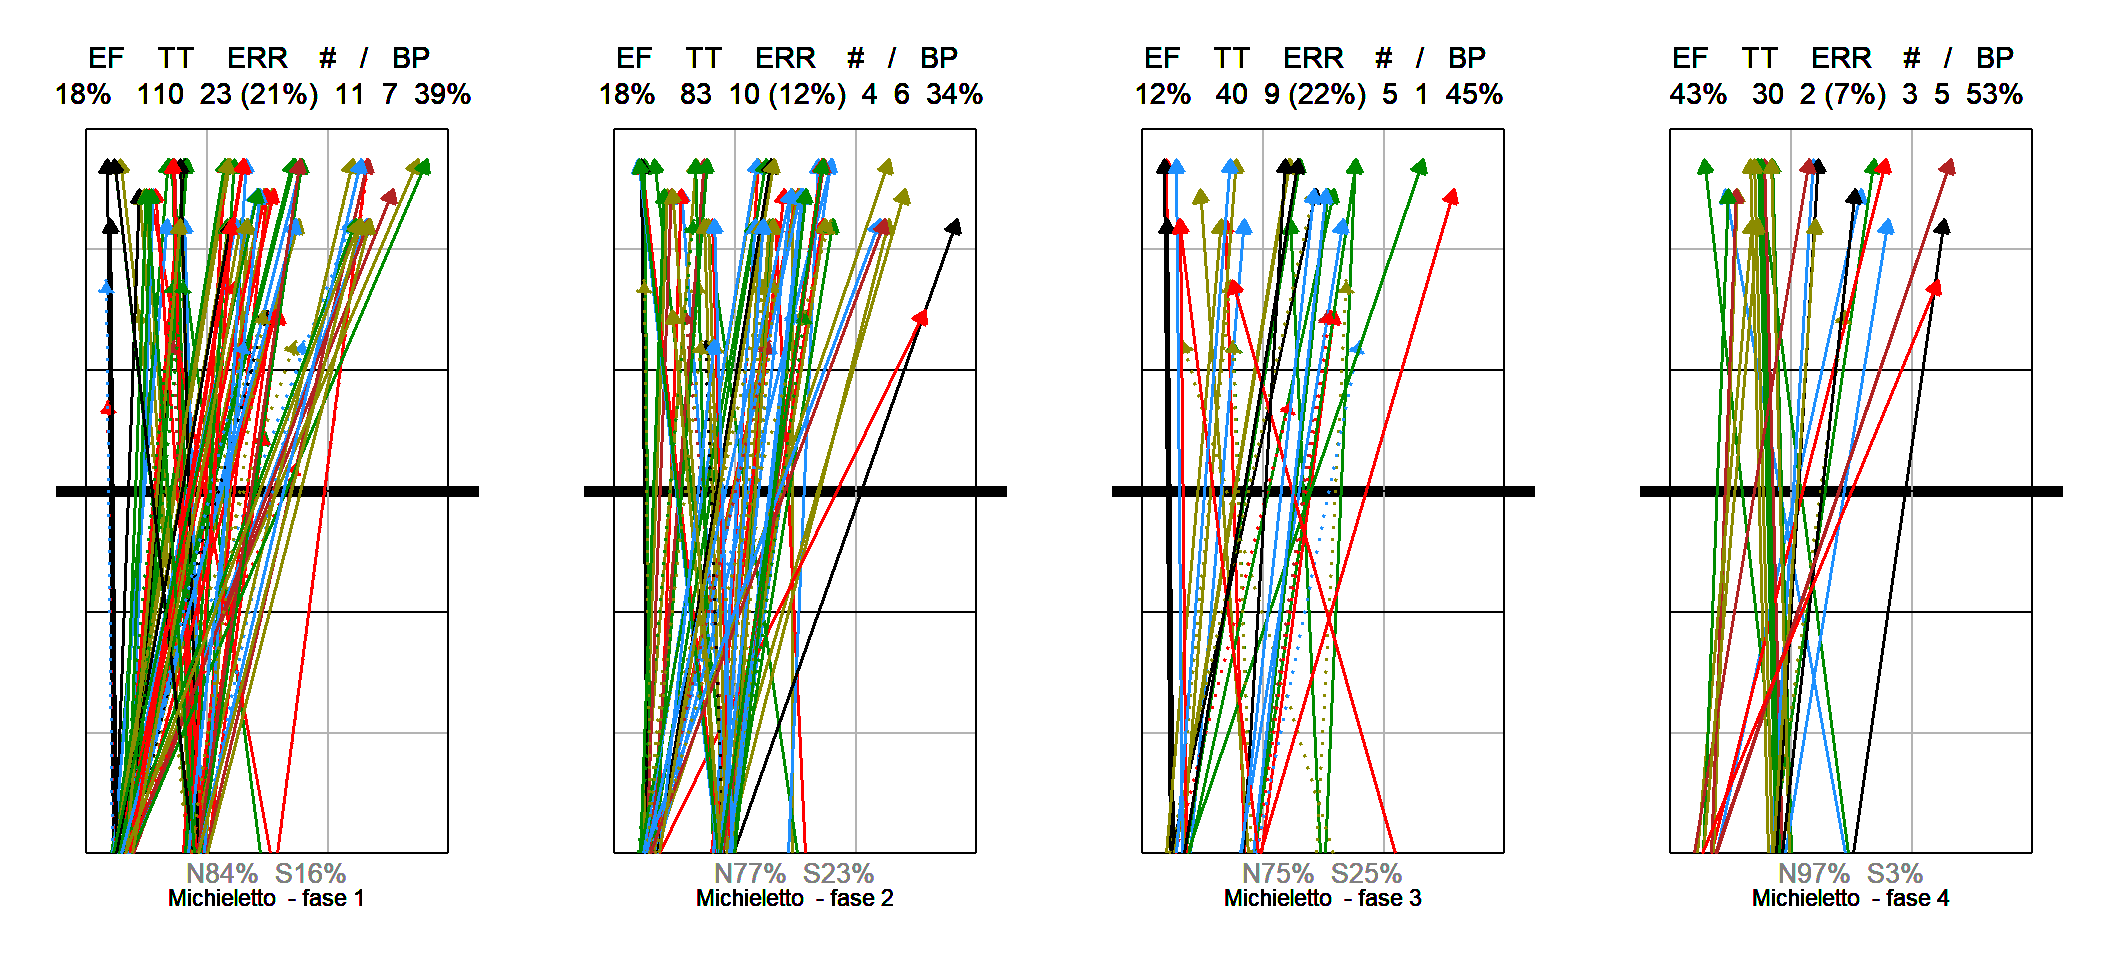 EF TT ERR # / BP
18% 110 23 (21%) 11 7 39%
N84% S16%
Michieletto - fase 1
EF TT ERR # / BP
18% 83 10 (12%) 4 6 34%
N77% S23%
Michieletto - fase 2
EF TT ERR # / BP
12% 40 9 (22%) 5 1 45%
N75% S25%
Michieletto - fase 3
EF TT ERR # / BP
43% 30 2 (7%) 3 5 53%
N97% S3%
Michieletto - fase 4